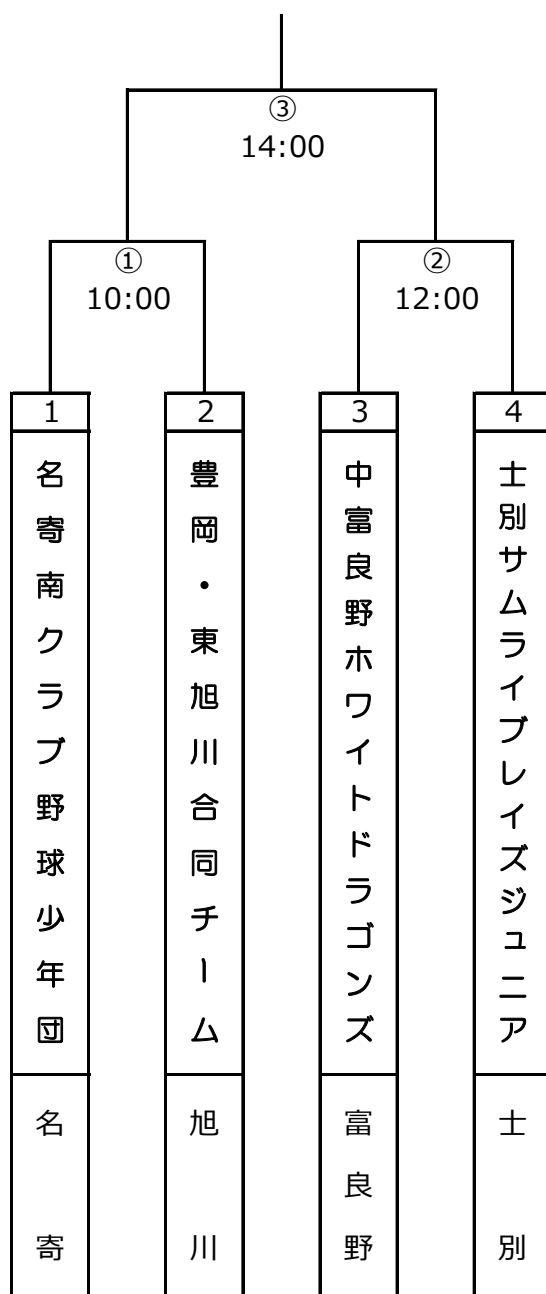 ③
14:00
①
10:00
②
12:00
1
2
3
4
名寄南クラブ野球少年団
豊岡・東旭川合同チーム
中富良野ホワイトドラゴンズ
士別サムライブレイズジュニア
名寄
旭川
富良野
士別